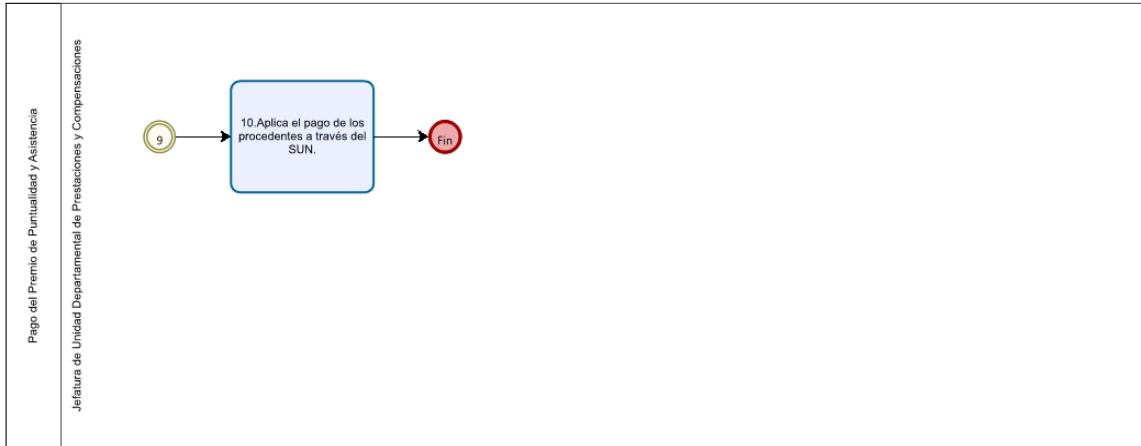 Pago del Premio de Puntualidad y Asistencia
Jefatura de Unidad Departamental de Prestaciones y Compensaciones
9
10.Aplica el pago de los
procedentes a través del
SUN.
Fin